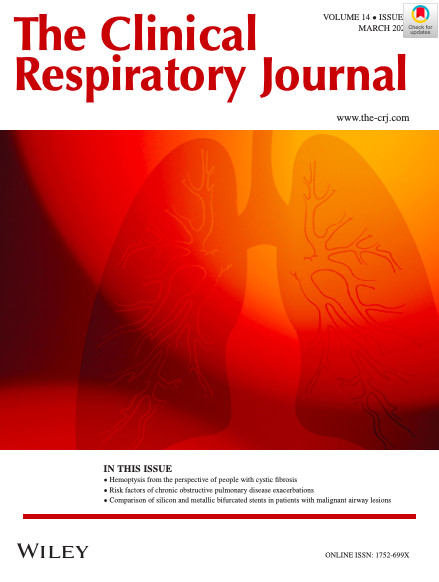 The Clinical
Respiratory Journal
VOLUME 14 • ISSUE
MARCH
Check for
updates
www.the-crj.com
IN THIS ISSUE
• Hemoptysis from the perspective of people with cystic fibrosis
• Risk factors of chronic obstructive pulmonary disease exacerbations
• Comparison of silicon and metallic bifurcated stents in patients with malignant airway lesions
WILEY
ONLINE ISSN: 1752-699X